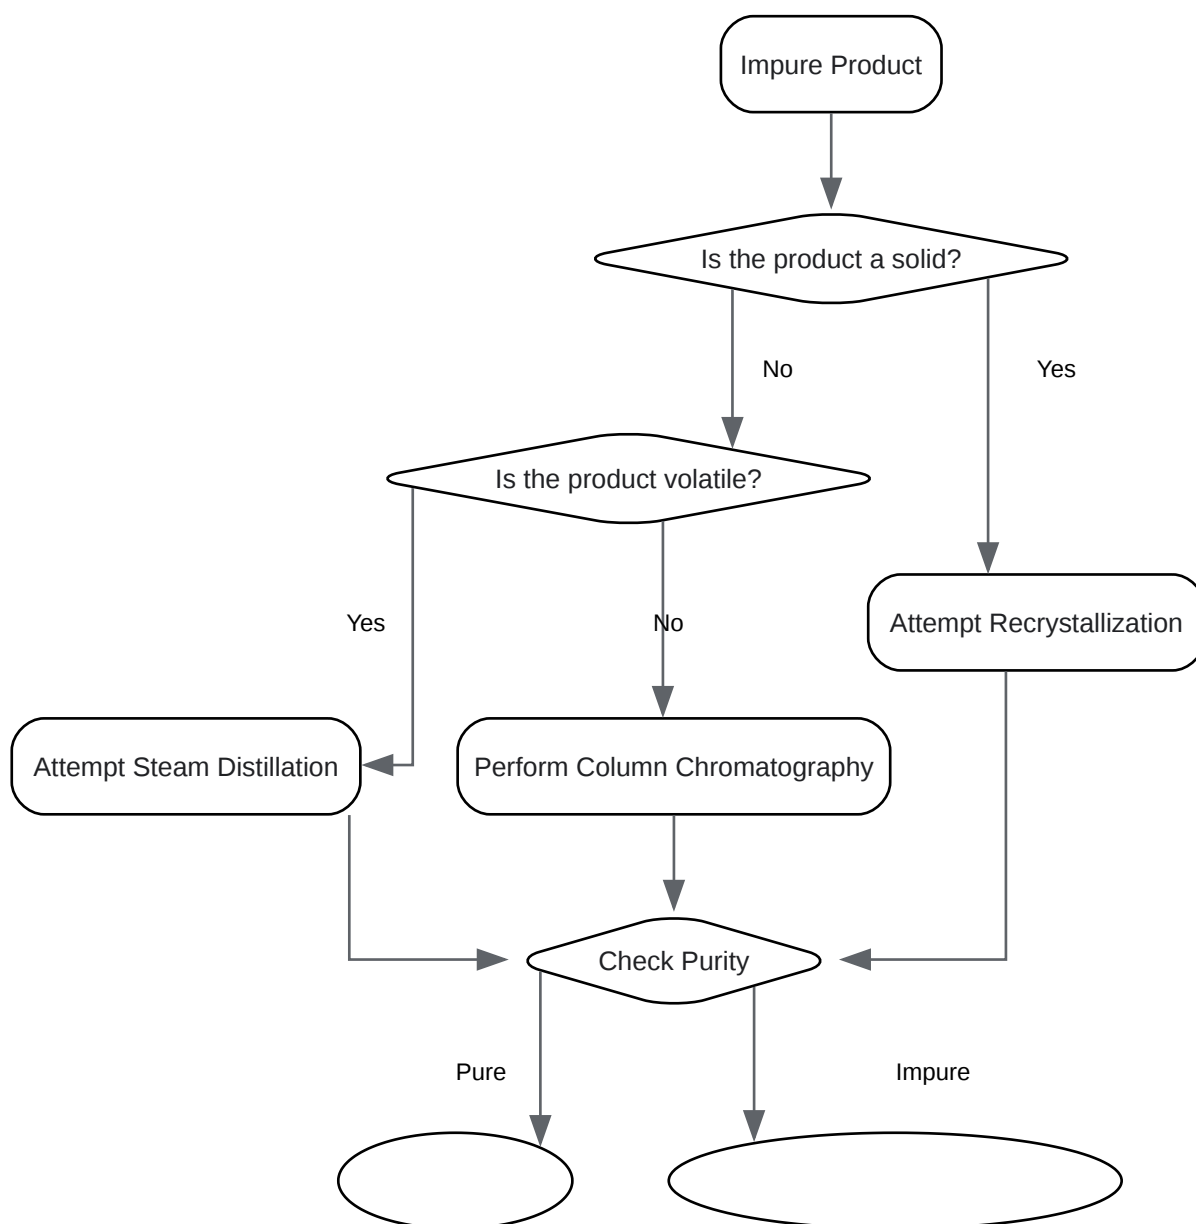 Impure Product
Is the product a solid?
No
Yes
Is the product volatile?
Yes
No
Attempt Recrystallization
Attempt Steam Distillation
Perform Column Chromatography
Check Purity
Pure
Impure